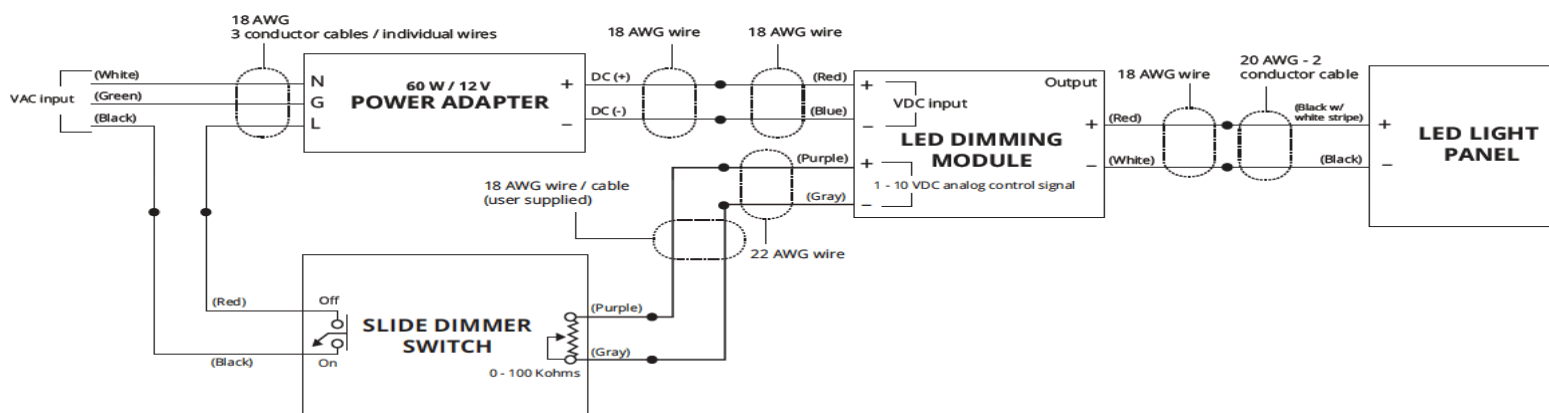 18 AWG
3 conductor cables / individual wires
18 AWG wire
18 AWG wire
20 AWG - 2
conductor cable
18 AWG wire
VAC input
(White)
(Green)
(Black)
N
G
L
60 W / 12 V
POWER ADAPTER
+
−
DC (+)
DC (-)
(Red)
(Blue)
+
−
VDC input
Output
LED DIMMING
MODULE
+
−
(Red)
(White)
(Black w/
white stripe)
(Black)
+
−
LED LIGHT
PANEL
(Purple)
(Gray)
+
−
1 - 10 VDC analog control signal
18 AWG wire / cable
(user supplied)
22 AWG wire
(Red)
(Black)
Off
On
SLIDE DIMMER
SWITCH
0 - 100 Kohms
(Purple)
(Gray)